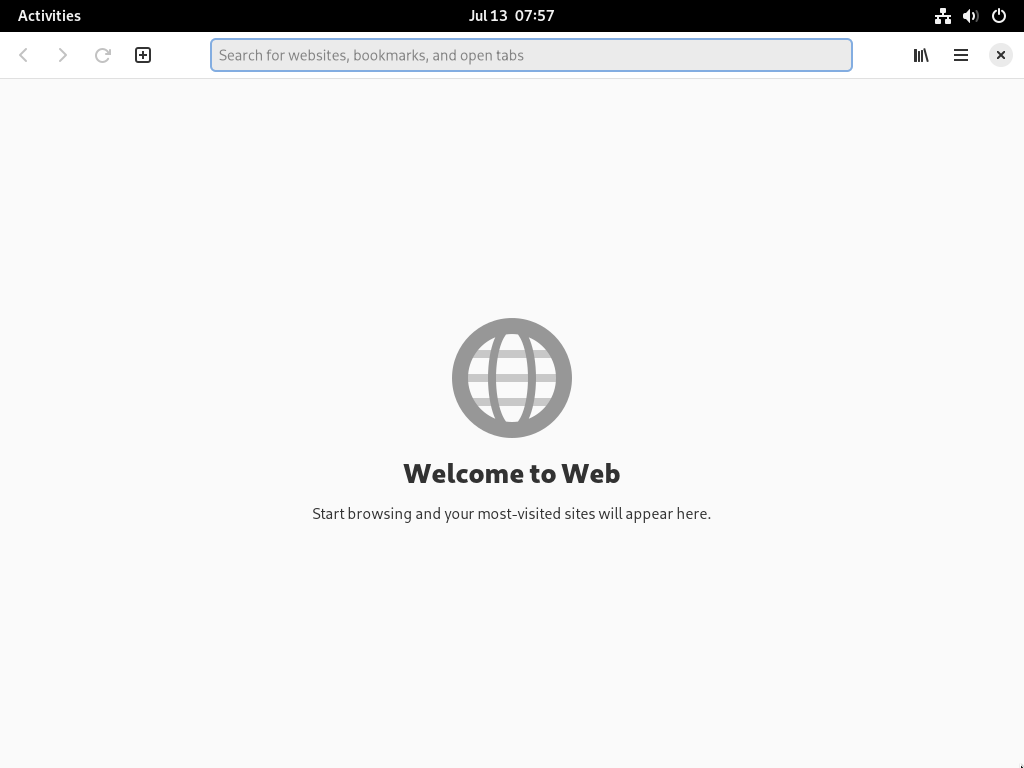 Activities
Jul 13  07:57
Search for websites, bookmarks, and open tabs
Welcome to Web
Start browsing and your most-visited sites will appear here.